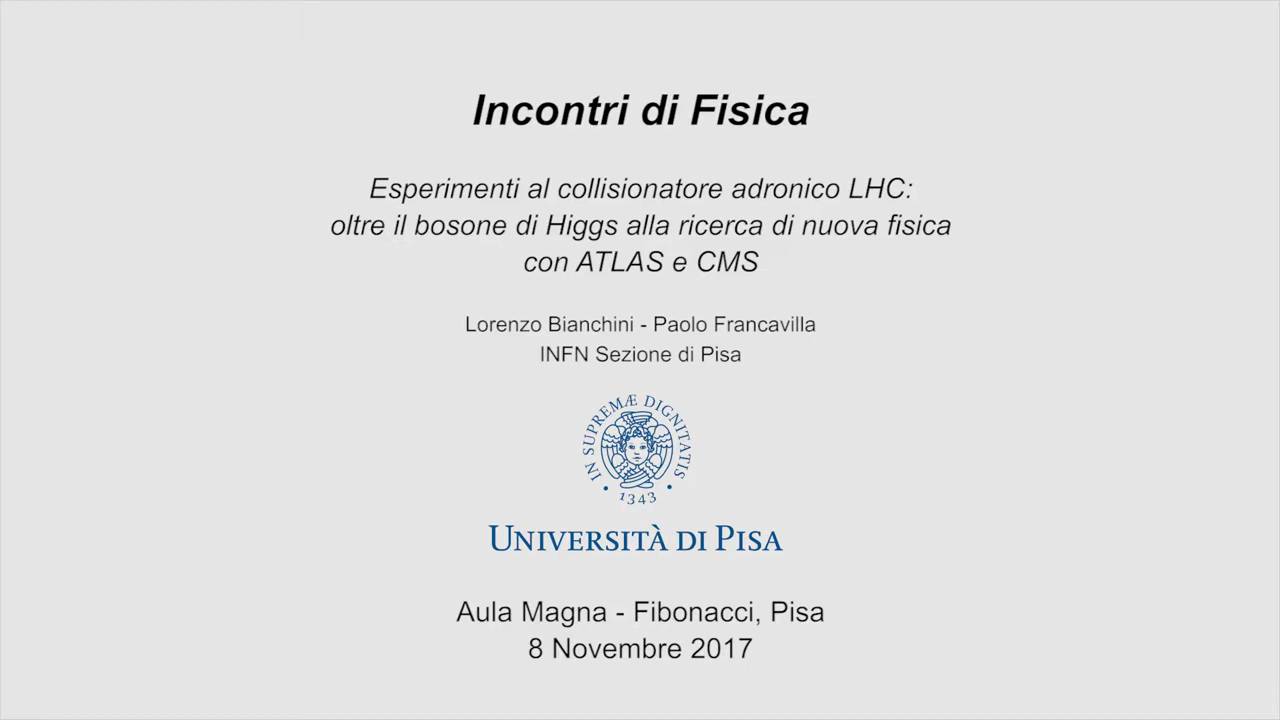 Incontri di Fisica
Esperimenti al collisionatore adronico LHC:
oltre il bosone di Higgs alla ricerca di nuova fisica
con ATLAS e CMS
Lorenzo Bianchini - Paolo Francavilla
INFN Sezione di Pisa
IN SUPREMÆ DIGNITATIS
· 1343 ·
UNIVERSITÀ DI PISA
Aula Magna - Fibonacci, Pisa
8 Novembre 2017